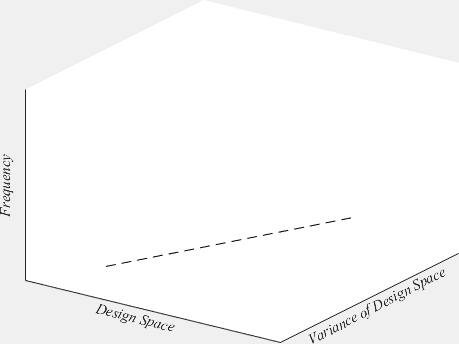 Frequency
Design Space
Variance of Design Space